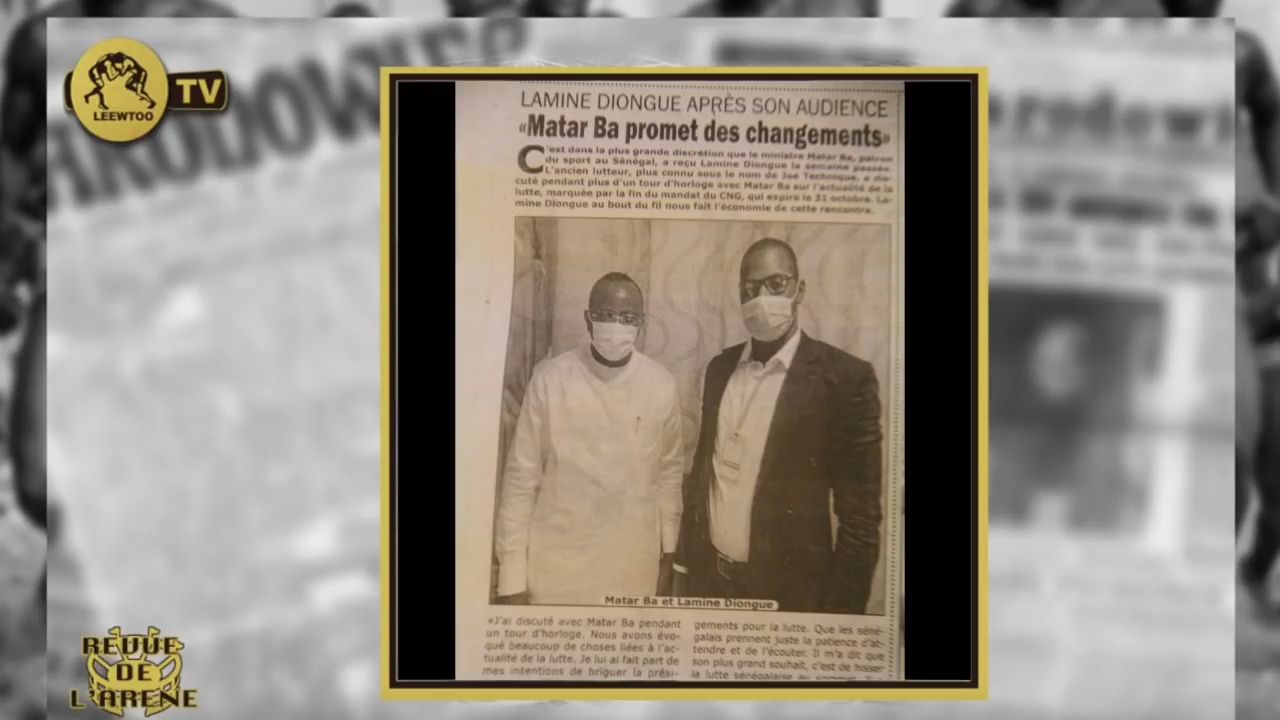 LEEWTOO
TV
LAMINE DIONGUE APRÈS SON AUDIENCE
«Matar Ba promet des changements»
C'est dans la plus grande discrétion que le ministre Matar Ba, patron
du sport au Sénégal, a reçu Lamine Diongue la semaine passée.
L'ancien lutteur, plus connu sous le nom de Joe Technique, a dis-
cuté pendant plus d'un tour d'horloge avec Matar Ba sur l'actualité de la
lutte, marquée par la fin du mandat du CNG, qui expire le 31 octobre. La-
mine Diongue au bout du fil nous fait l'économie de cette rencontre.
Matar Ba et Lamine Diongue
«J'ai discuté avec Matar Ba pendant
un tour d'horloge. Nous avons évo-
qué beaucoup de choses liées à l'ac-
tualité de la lutte. Je lui ai fait part de
mes intentions de briguer la prési-
gements pour la lutte. Que les séné-
galais prennent juste la patience d'at-
tendre et de l'écouter. Il m'a dit que
son plus grand souhait, c'est de hisser
la lutte sénégalaise au
REVUE
DE
L'ARENE